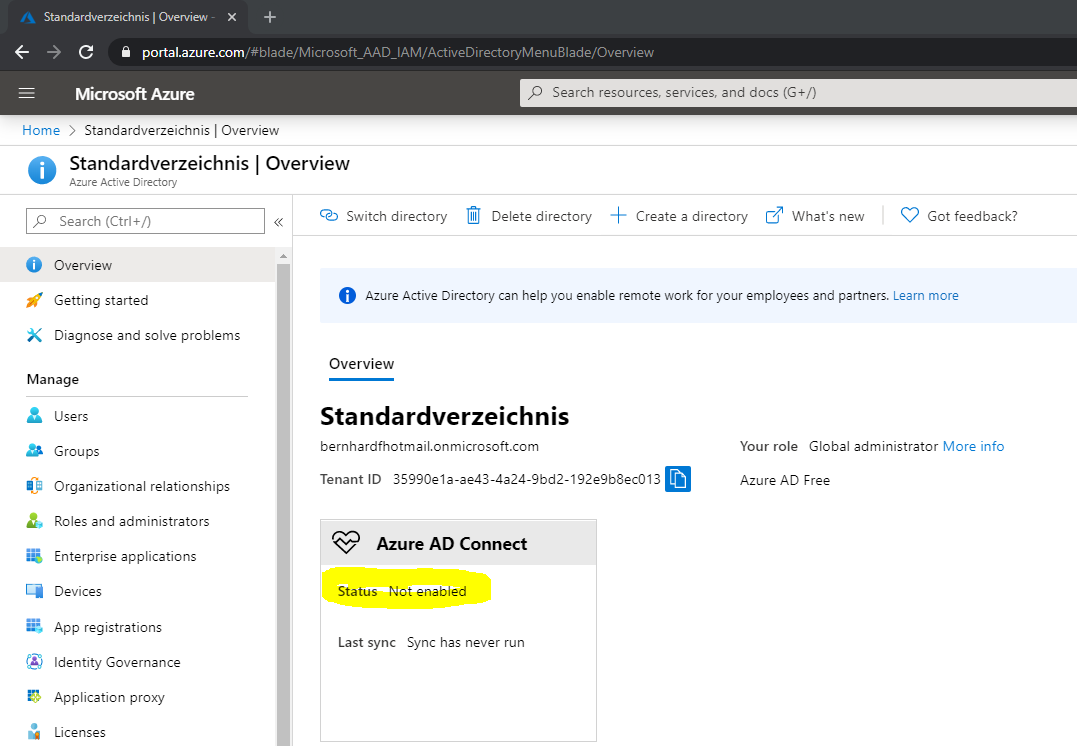 Standardverzeichnis | Overview -
portal.azure.com/#blade/Microsoft_AAD_IAM/ActiveDirectoryMenuBlade/Overview
Microsoft Azure
Search resources, services, and docs (G+/)
Home > Standardverzeichnis | Overview
Standardverzeichnis | Overview
Azure Active Directory
Search (Ctrl+/)
«
Overview
Getting started
Diagnose and solve problems
Manage
Users
Groups
Organizational relationships
Roles and administrators
Enterprise applications
Devices
App registrations
Identity Governance
Application proxy
Licenses
Switch directory
Delete directory
Create a directory
What's new
Got feedback?
Azure Active Directory can help you enable remote work for your employees and partners. Learn more
Overview
Standardverzeichnis
bernhardfhotmail.onmicrosoft.com
Tenant ID 35990e1a-ae43-4a24-9bd2-192e9b8ec013
Your role Global administrator More info
Azure AD Free
Azure AD Connect
Status Not enabled
Last sync Sync has never run